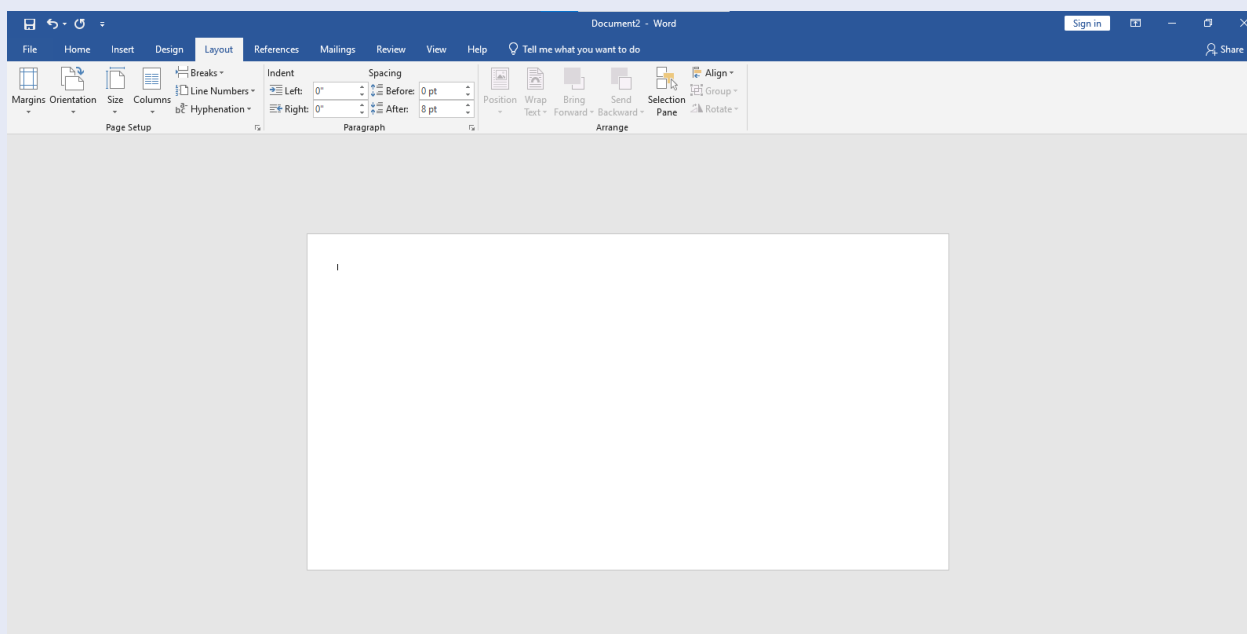 Document2 - Word
Sign in
File Home Insert Design Layout References Mailings Review View Help Tell me what you want to do Share
Margins Orientation Size Columns
Breaks
Line Numbers
Hyphenation
Page Setup
Indent Spacing
Left: 0" Before: 0 pt
Right: 0" After: 8 pt
Paragraph
Position Wrap Text Bring Forward Send Backward Selection Pane
Align
Group
Rotate
Arrange